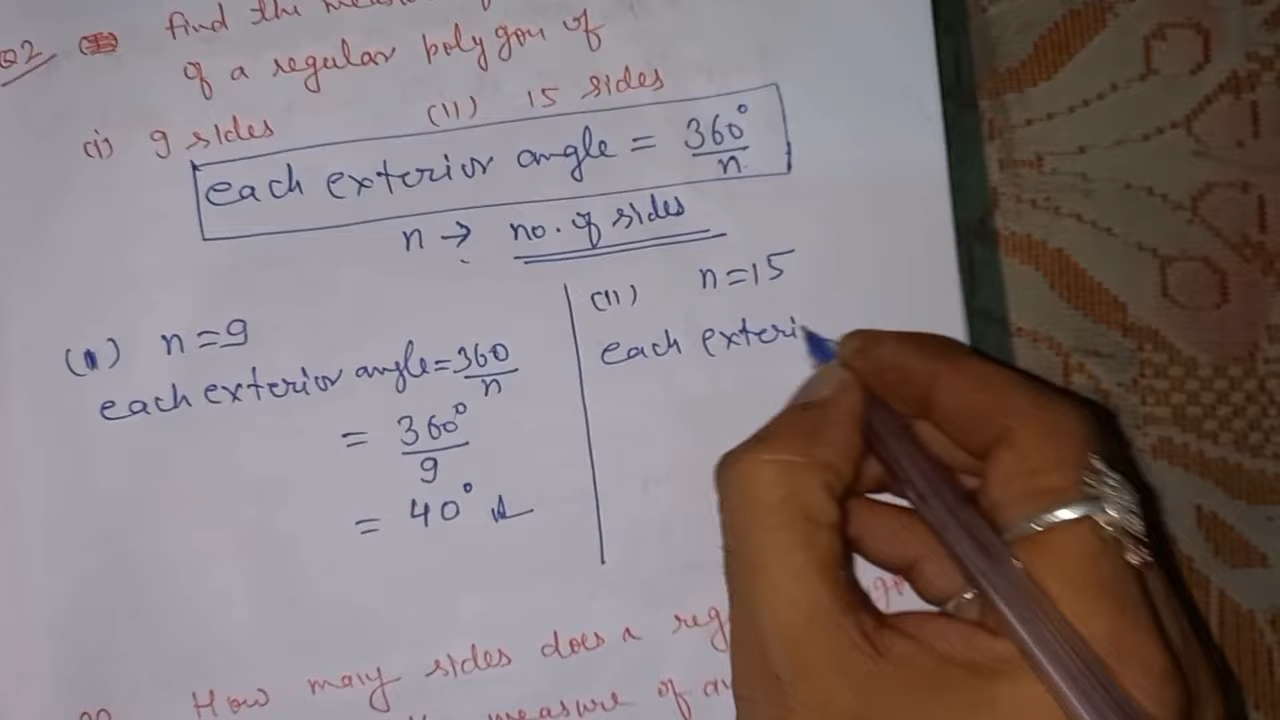 Q2 find the
of a regular polygon of
(i) 9 sides (II) 15 sides
each exterior angle = 360°/n
n → no. of sides
(1) n=9
each exterior angle = 360/n
= 360°/9
= 40°
(II) n=15
each exteri
How many sides does a reg
measure of